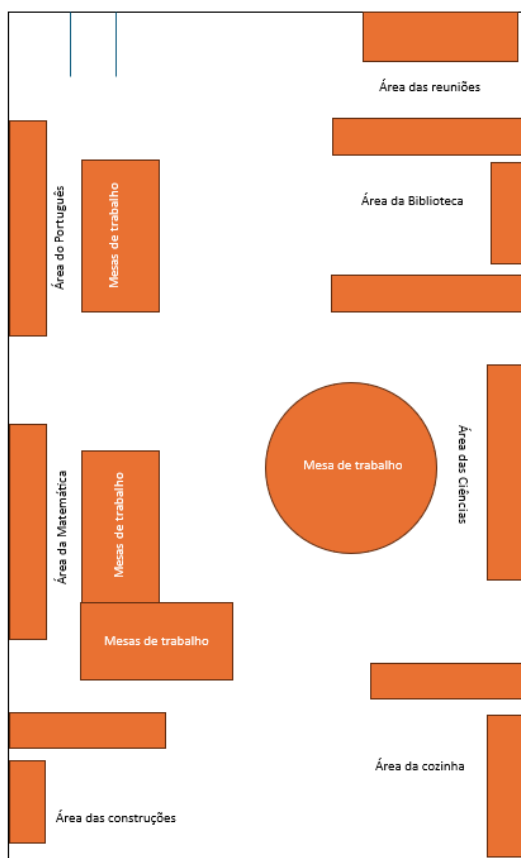 Área das reuniões
Área do Português
Mesas de trabalho
Área da Biblioteca
Área da Matemática
Mesas de trabalho
Mesa de trabalho
Área das Ciências
Mesas de trabalho
Área da cozinha
Área das construções